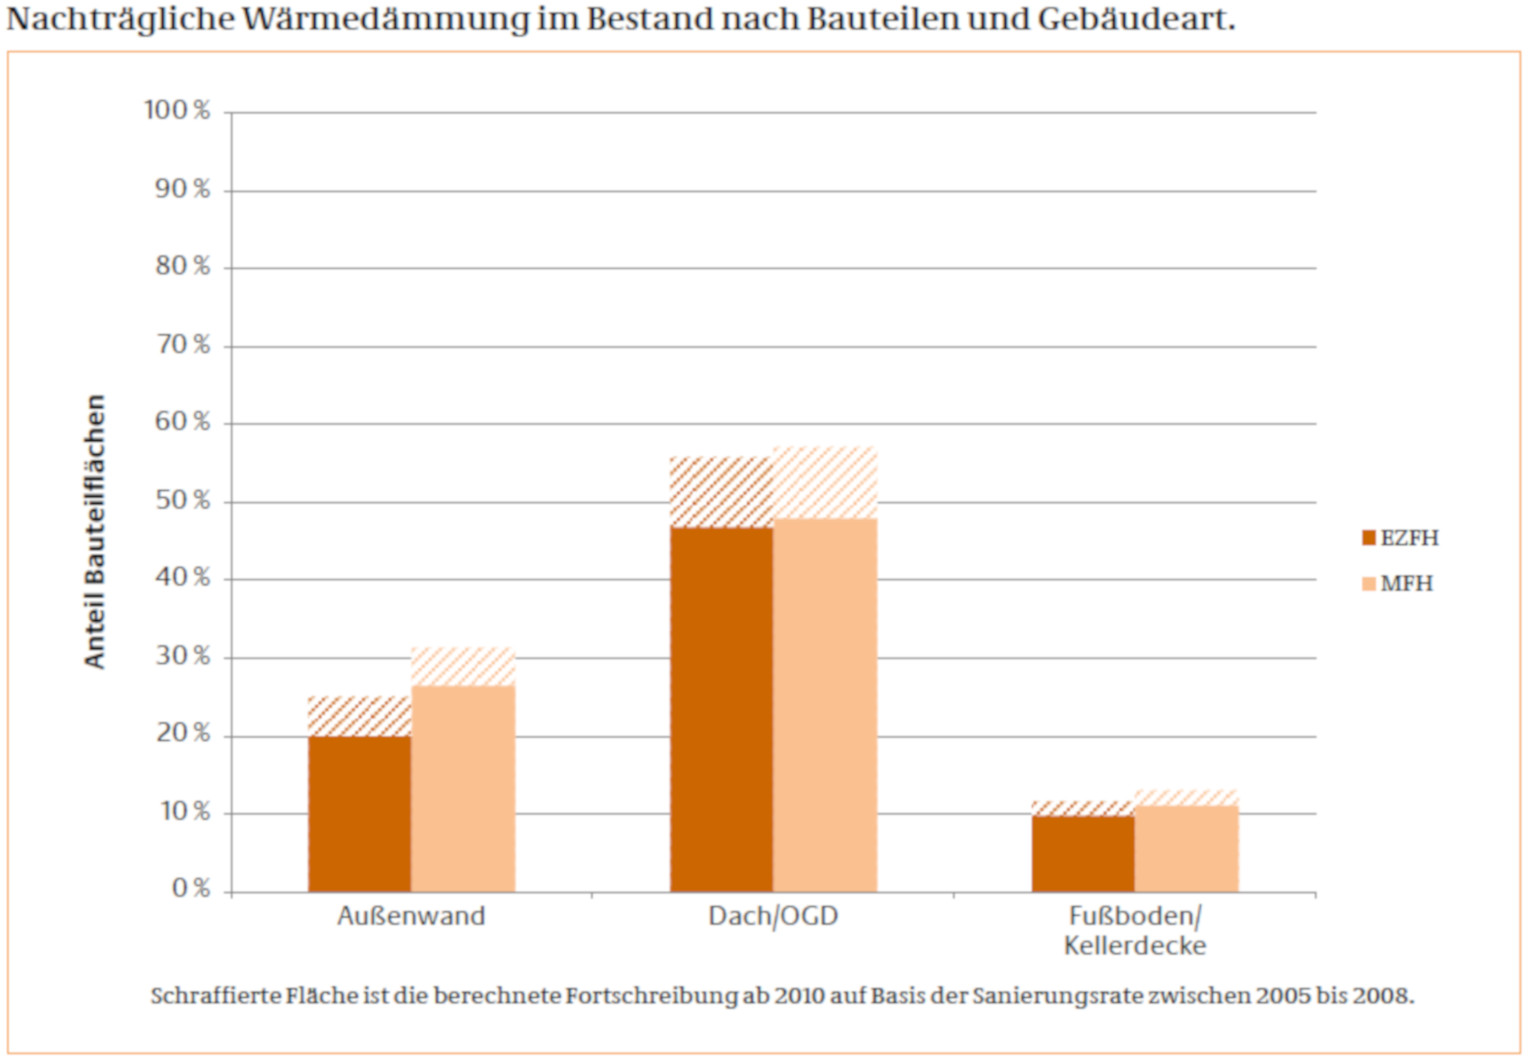 Nachträgliche Wärmedämmung im Bestand nach Bauteilen und Gebäudeart.
100 %
90 %
80 %
70 %
60 %
50 %
40 %
30 %
20 %
10 %
0 %
Anteil Bauteilflächen
EZFH
MFH
Außenwand
Dach/OGD
Fußboden/
Kellerdecke
Schraffierte Fläche ist die berechnete Fortschreibung ab 2010 auf Basis der Sanierungsrate zwischen 2005 bis 2008.